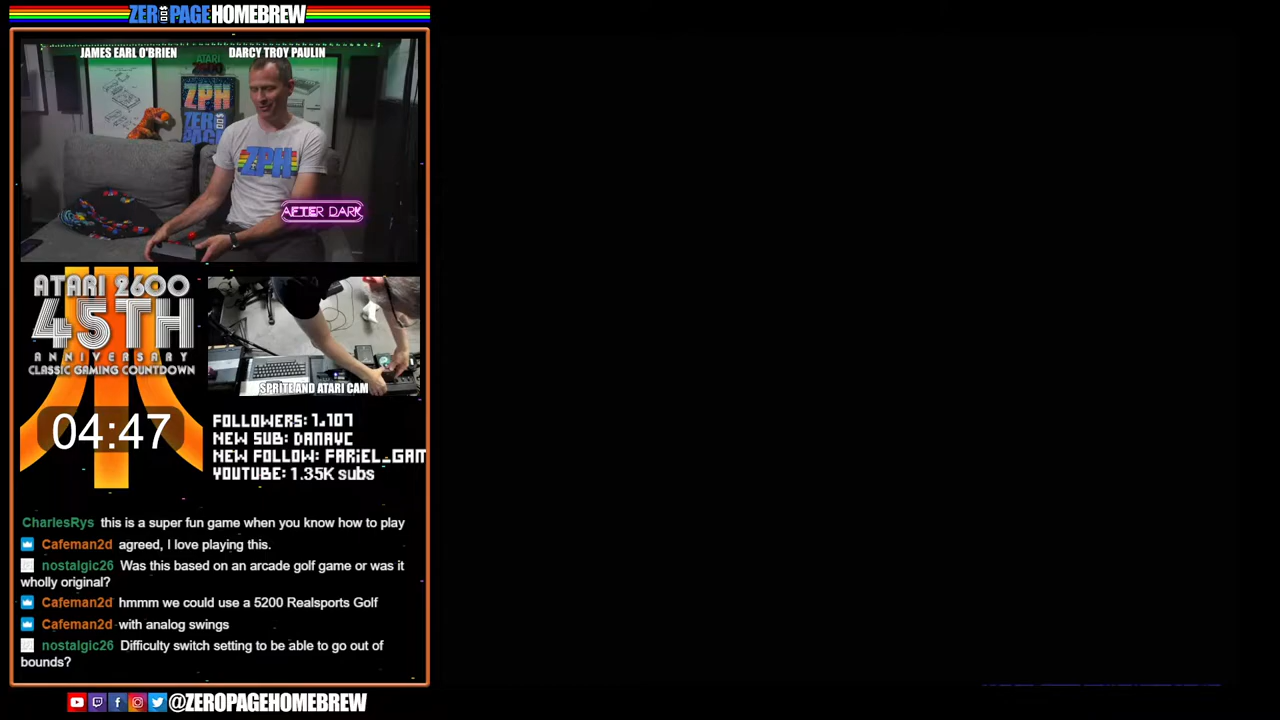 ZEROPAGE HOMEBREW
JAMES EARL O'BRIEN
DARCY TROY PAULIN
ZPH
ZERO
PAGE
ZPH
AFTER DARK
ATARI 2600
45TH
ANNIVERSARY
CLASSIC GAMING COUNTDOWN
04:47
SPRITE AND ATARI CAM
FOLLOWERS: 1,107
NEW SUB: DANAYC
NEW FOLLOW: FARIEL_GAM
YOUTUBE: 1.35K subs
CharlesRys this is a super fun game when you know how to play
Cafeman2d agreed, I love playing this.
nostalgic26 Was this based on an arcade golf game or was it
wholly original?
Cafeman2d hmmm we could use a 5200 Realsports Golf
Cafeman2d with analog swings
nostalgic26 Difficulty switch setting to be able to go out of
bounds?
@ZEROPAGEHOMEBREW